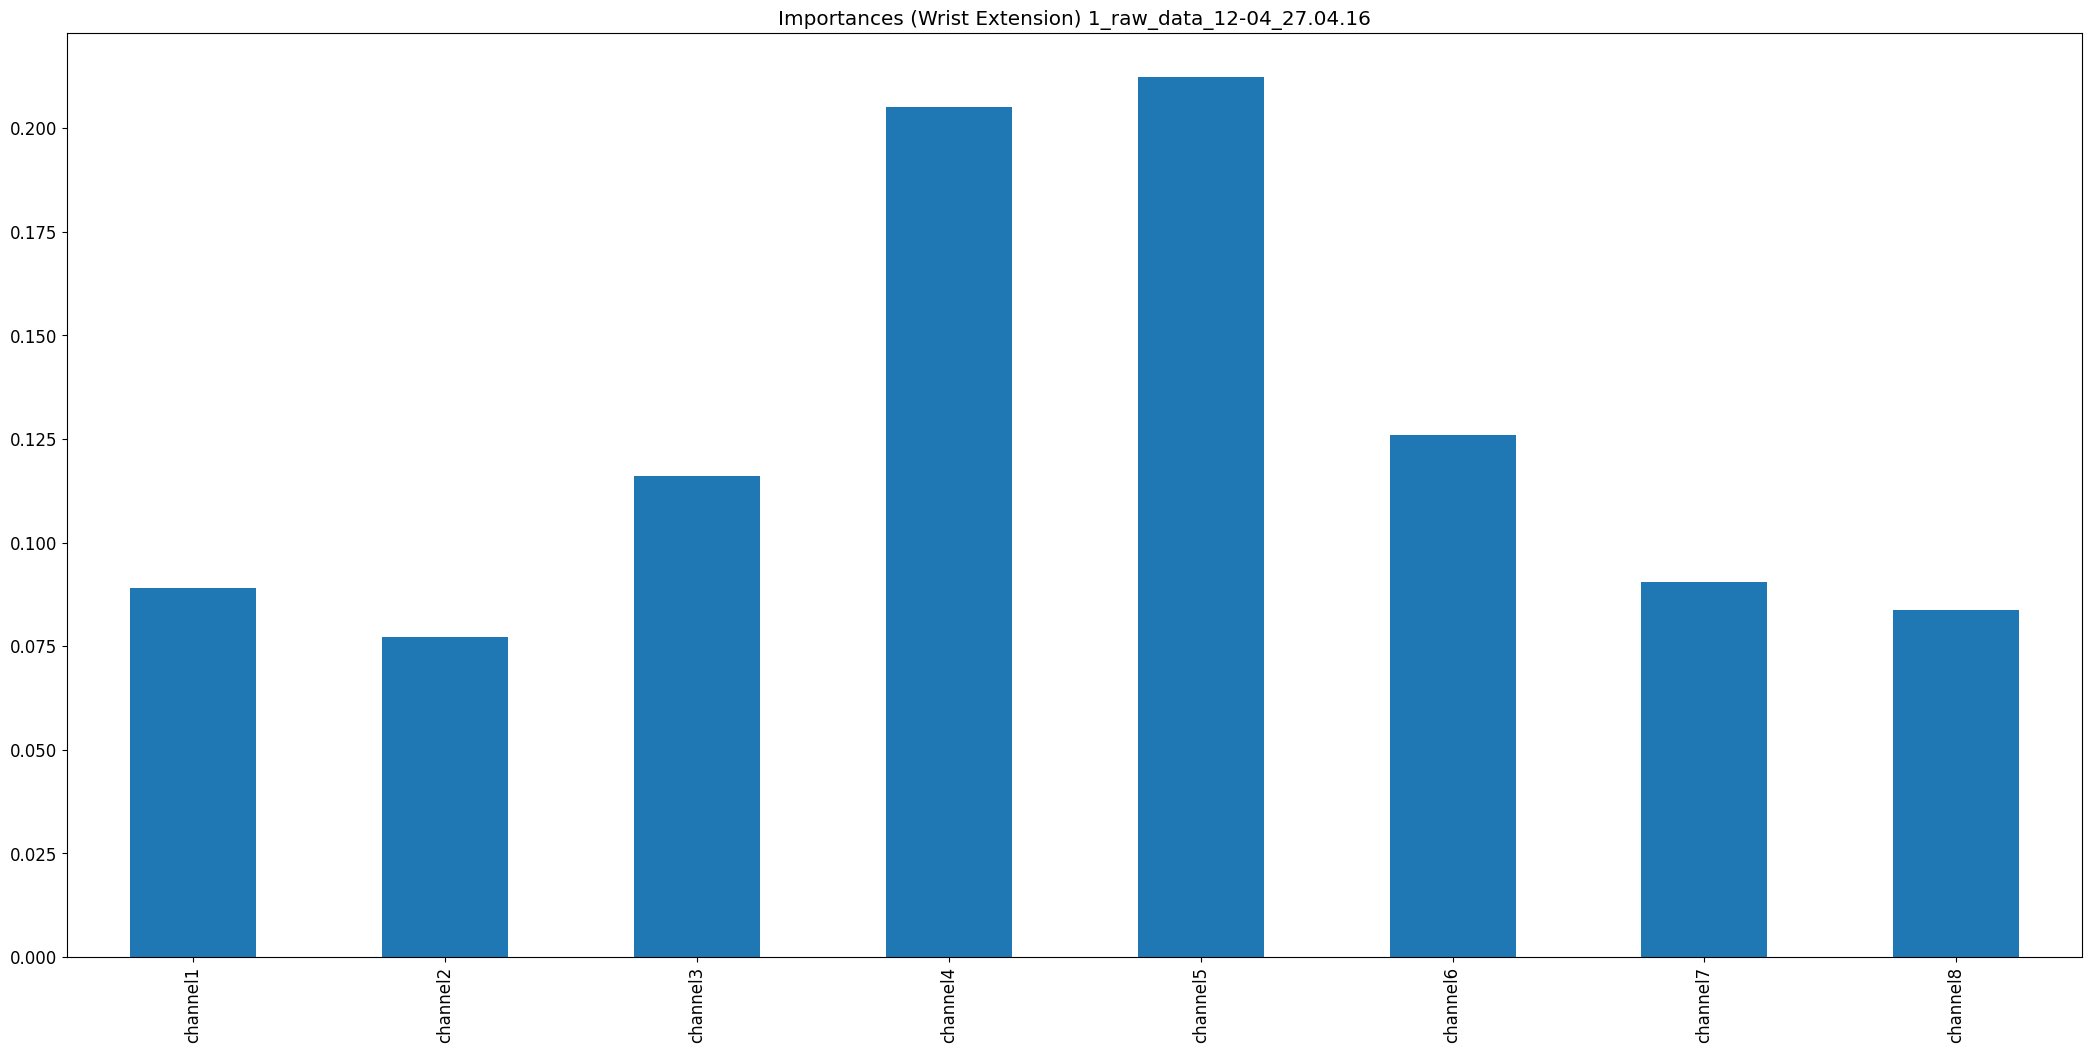 Importances (Wrist Extension) 1_raw_data_12-04_27.04.16
0.200
0.175
0.150
0.125
0.100
0.075
0.050
0.025
0.000
channel1
channel2
channel3
channel4
channel5
channel6
channel7
channel8